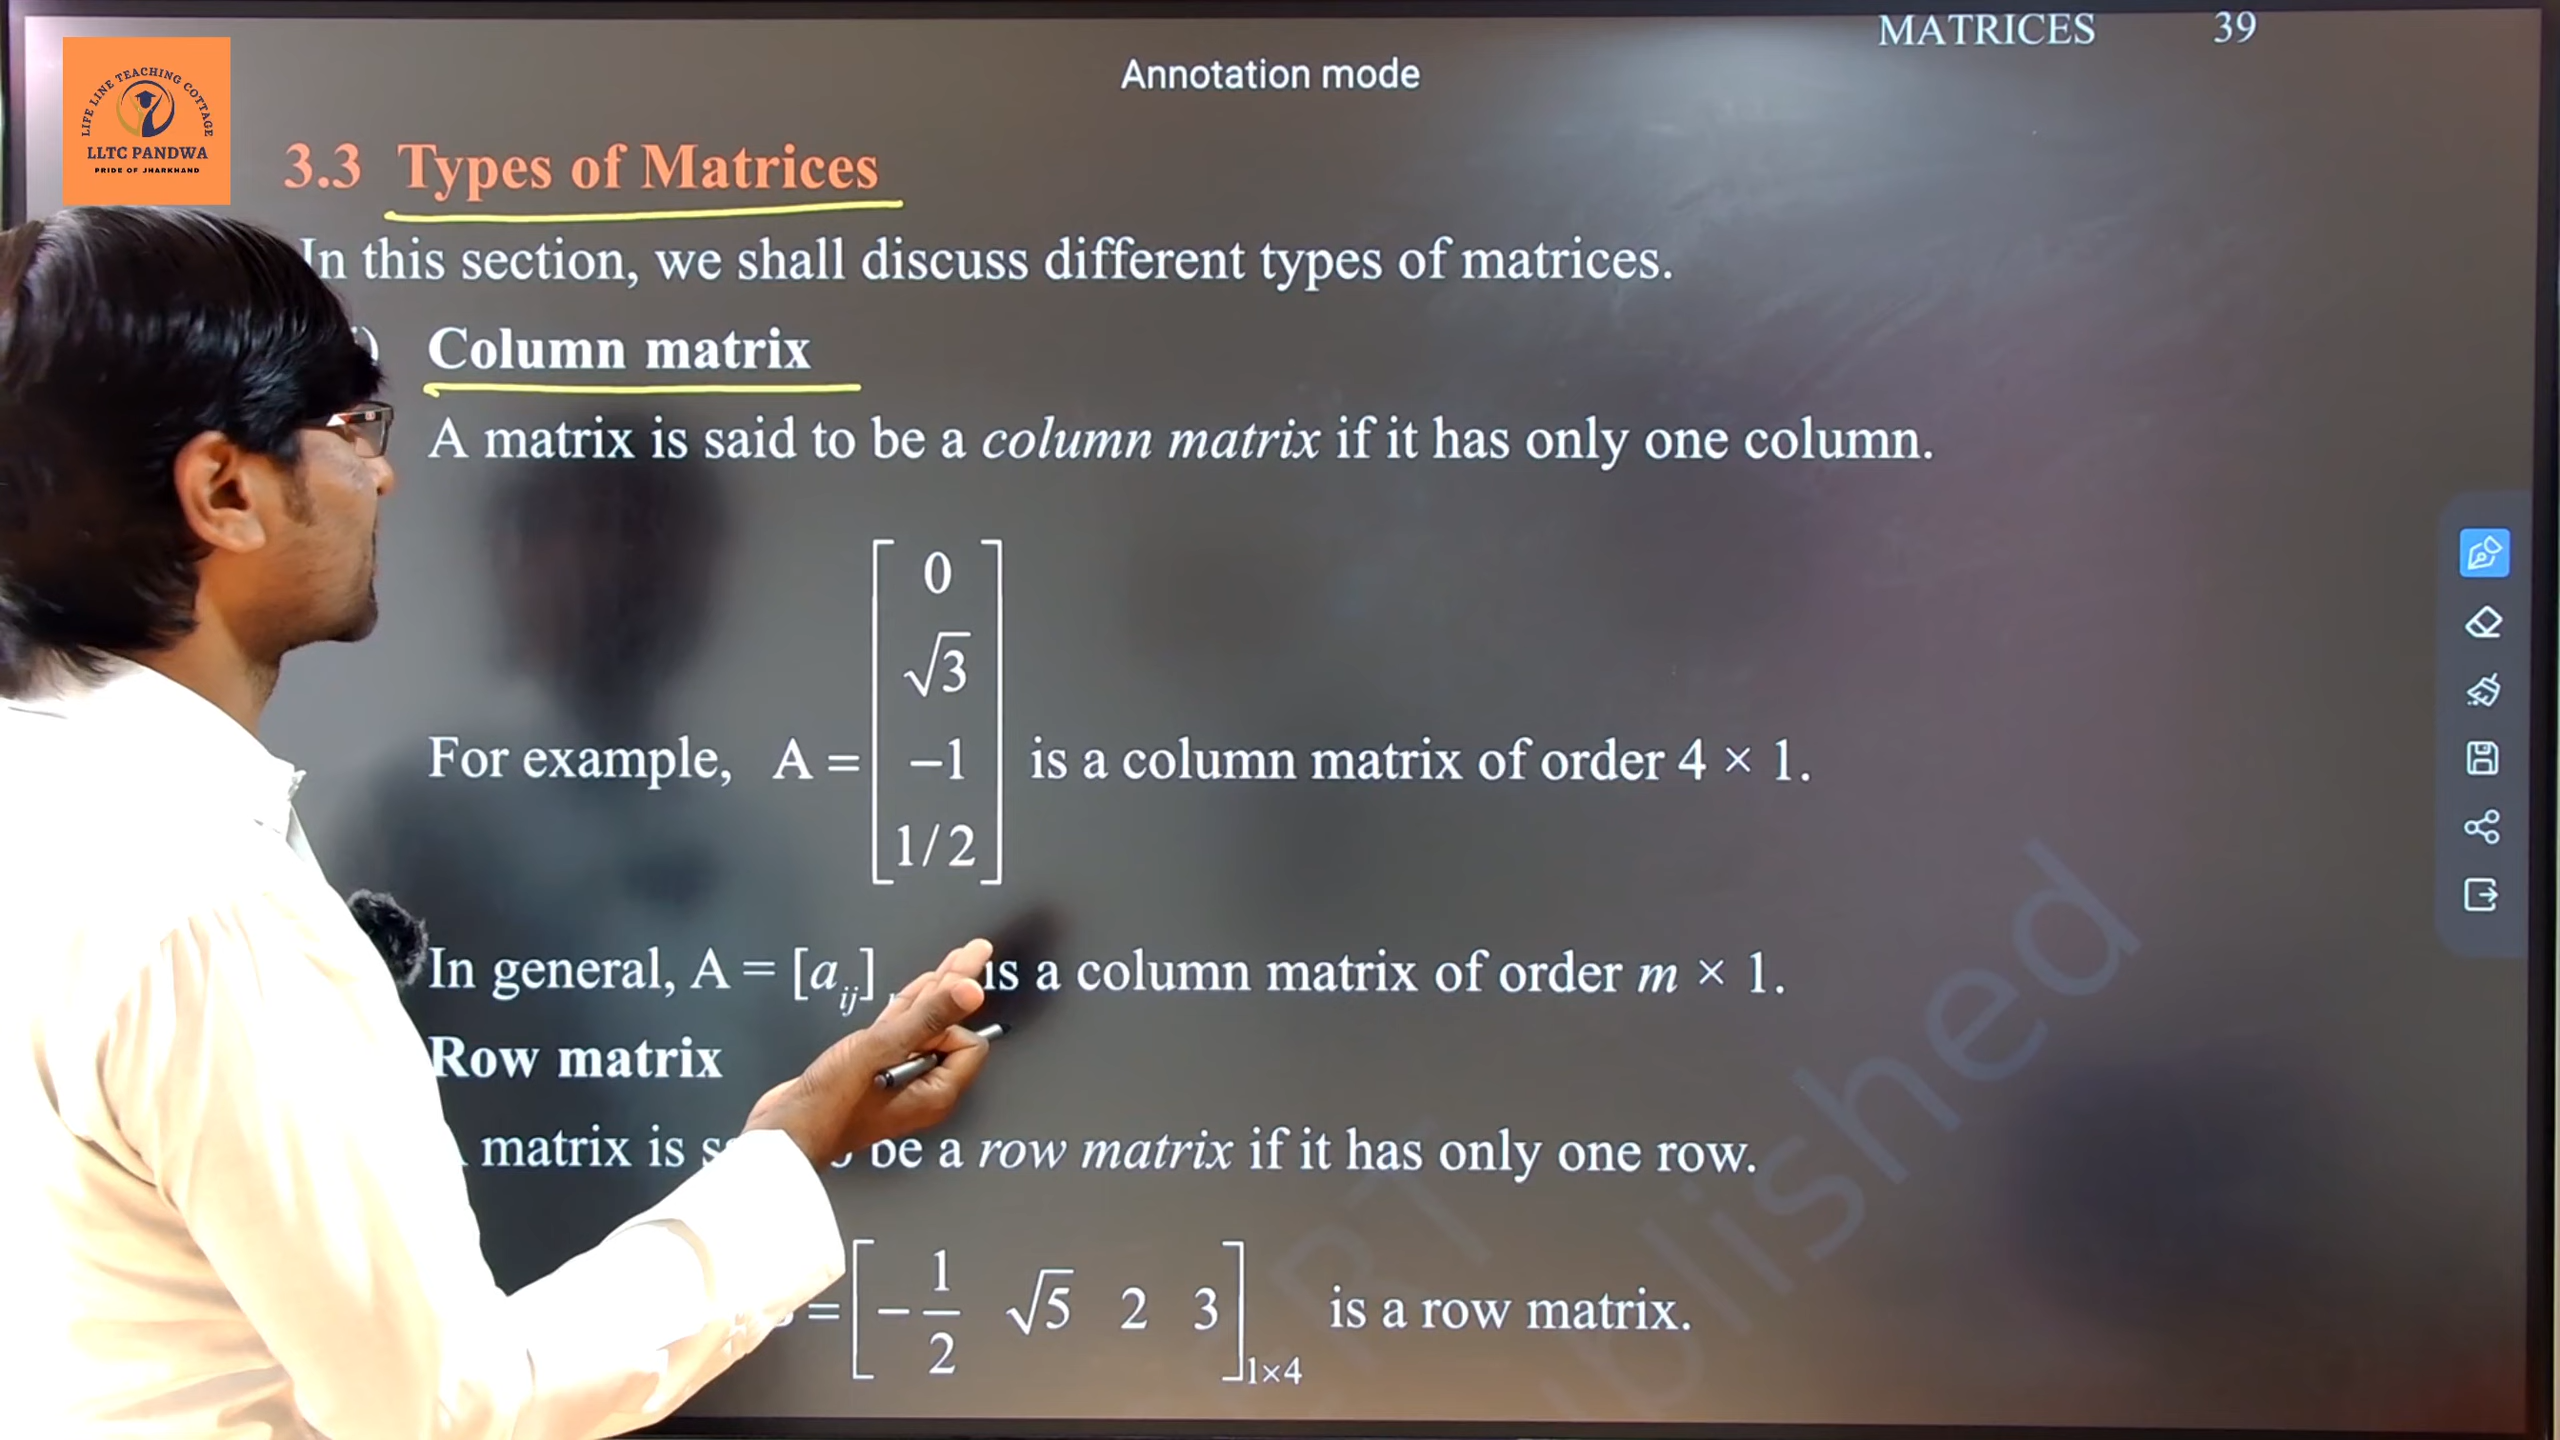 MATRICES 39
Annotation mode
LIFE LINE TEACHING COTTAGE
LLTC PANDWA
PRIDE OF JHARKHAND
3.3 Types of Matrices
In this section, we shall discuss different types of matrices.
) Column matrix
A matrix is said to be a column matrix if it has only one column.
0
√3
For example, A = −1 is a column matrix of order 4 × 1.
1/2
In general, A = [aij] is a column matrix of order m × 1.
Row matrix
matrix is be a row matrix if it has only one row.
= [−1/2 √5 2 3]1×4 is a row matrix.
blished